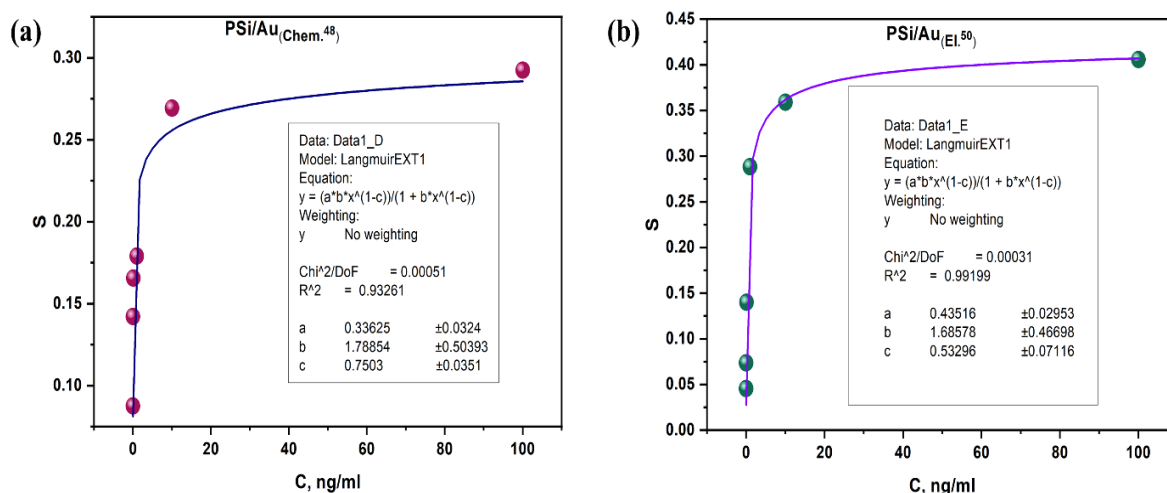 (a)
PSi/Au(Chem.48)
S
0.30
0.25
0.20
0.15
0.10
Data: Data1_D
Model: LangmuirEXT1
Equation:
y = (a*b*x^(1-c))/(1 + b*x^(1-c))
Weighting:
y No weighting
Chi^2/DoF = 0.00051
R^2 = 0.93261
a 0.33625 ±0.0324
b 1.78854 ±0.50393
c 0.7503 ±0.0351
0 20 40 60 80 100
C, ng/ml
(b)
PSi/Au(El.50)
S
0.45
0.40
0.35
0.30
0.25
0.20
0.15
0.10
0.05
0.00
Data: Data1_E
Model: LangmuirEXT1
Equation:
y = (a*b*x^(1-c))/(1 + b*x^(1-c))
Weighting:
y No weighting
Chi^2/DoF = 0.00031
R^2 = 0.99199
a 0.43516 ±0.02953
b 1.68578 ±0.46698
c 0.53296 ±0.07116
0 20 40 60 80 100
C, ng/ml